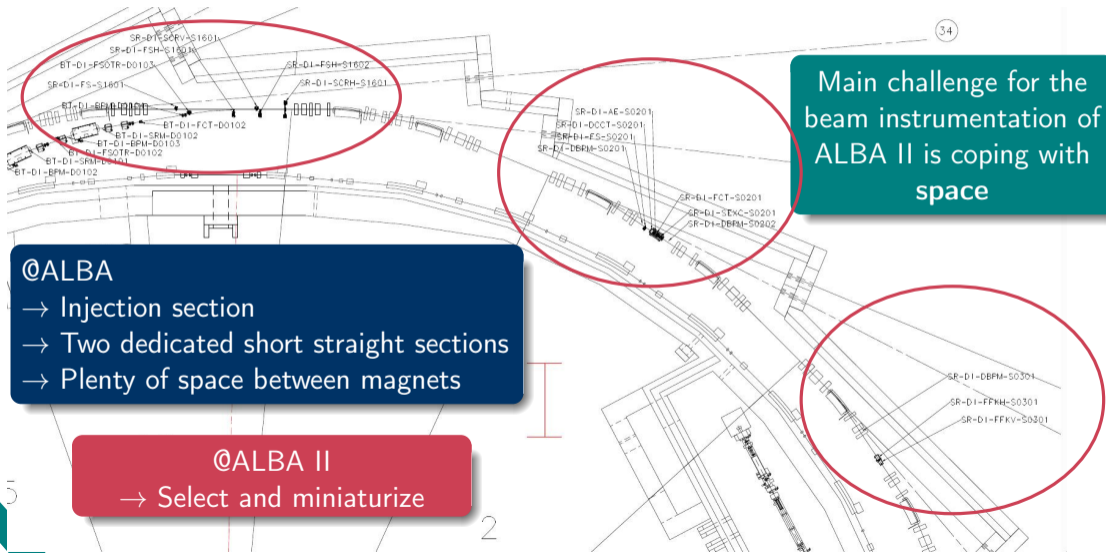 SR-DI-SCRV-S1601
SR-DI-FSH-S1601
BT-DI-FSOTR-D0103
SR-DI-FS-S1601
SR-DI-FSH-S1602
SR-DI-SCRH-S1601
BT-DI-FCT-D0102
BT-DI-SRM-D0102
BT-DI-BPM-D0103
BT-DI-FSOTR-D0102
BT-DI-SRM-D0101
BT-DI-BPM-D0102
34
SR-DI-AE-S0201
SR-DI-DCCT-S0201
SR-DI-FS-S0201
SR-DI-DBPM-S0201
SR-DI-FCT-S0201
SR-DI-SEXC-S0201
SR-DI-DBPM-S0202
Main challenge for the
beam instrumentation of
ALBA II is coping with
space
@ALBA
→ Injection section
→ Two dedicated short straight sections
→ Plenty of space between magnets
SR-DI-DBPM-S0301
SR-DI-FFKH-S0301
SR-DI-FFKV-S0301
@ALBA II
→ Select and miniaturize
2